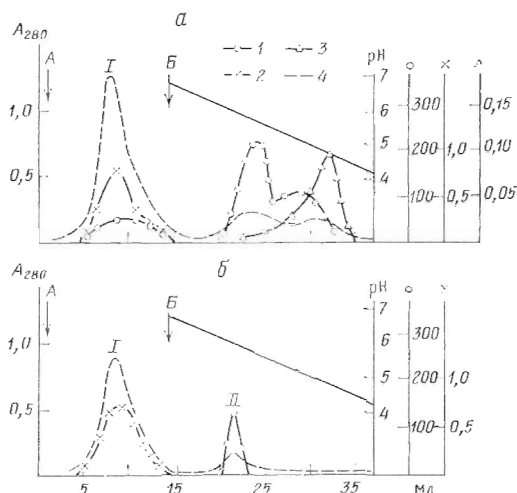 а
A₂₈₀ А Б 1 3 pH
2 4 7
I 6 300 0,15
1,0 5 200 1,0 0,10
0,5 4 100 0,5 0,05
б
A₂₈₀ А Б pH
I 7
1,0 6 300
5 200 1,0
0,5 II 4 100 0,5
5 15 25 35 мл